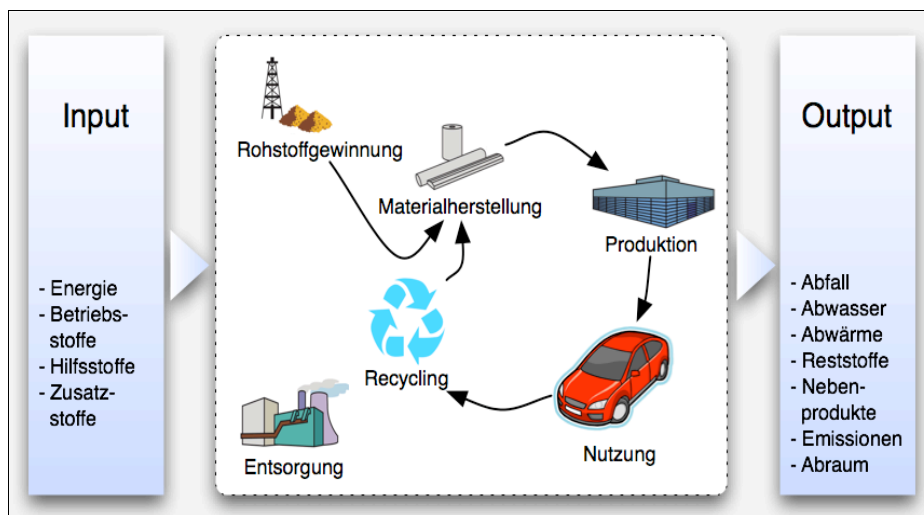 Input
- Energie
- Betriebs-
stoffe
- Hilfsstoffe
- Zusatz-
stoffe
Rohstoffgewinnung
Materialherstellung
Produktion
Recycling
Nutzung
Entsorgung
Output
- Abfall
- Abwasser
- Abwärme
- Reststoffe
- Neben-
produkte
- Emissionen
- Abraum